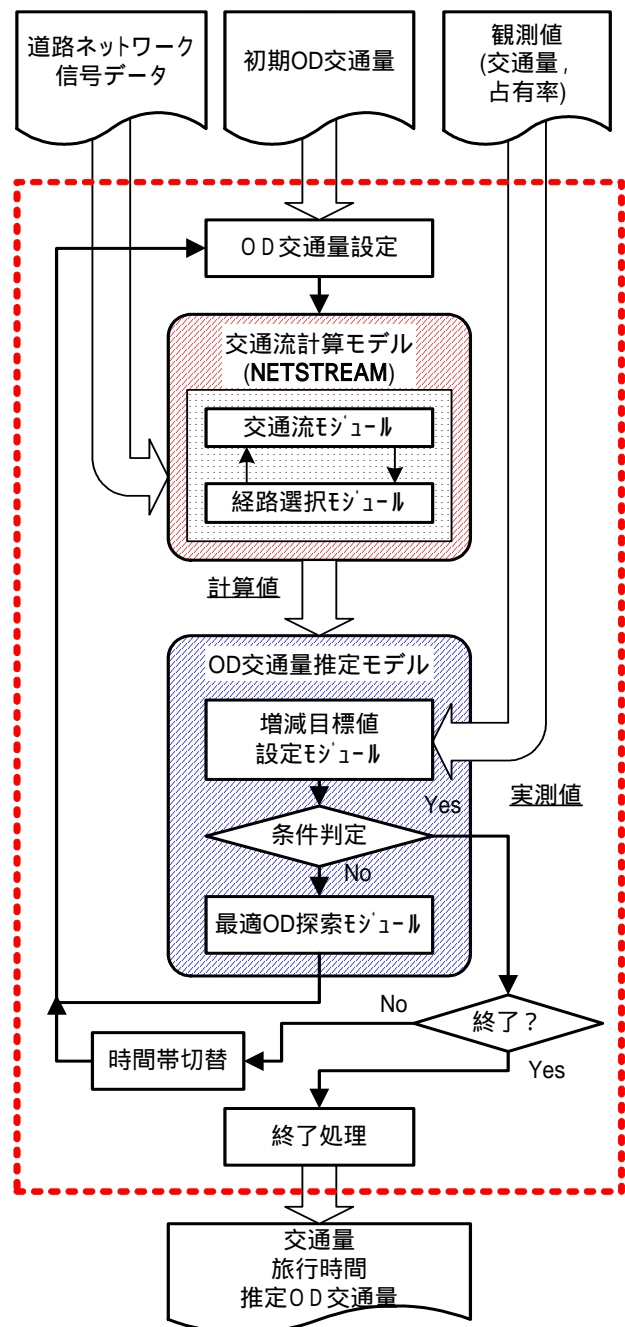 道路ネットワーク
信号データ
初期OD交通量
観測値
(交通量,
占有率)
OD交通量設定
交通流計算モデル
(NETSTREAM)
交通流ﾓｼﾞｭｰﾙ
経路選択ﾓｼﾞｭｰﾙ
計算値
OD交通量推定モデル
増減目標値
設定ﾓｼﾞｭｰﾙ
実測値
Yes
条件判定
No
最適OD探索ﾓｼﾞｭｰﾙ
No
終了?
時間帯切替
Yes
終了処理
交通量
旅行時間
推定OD交通量